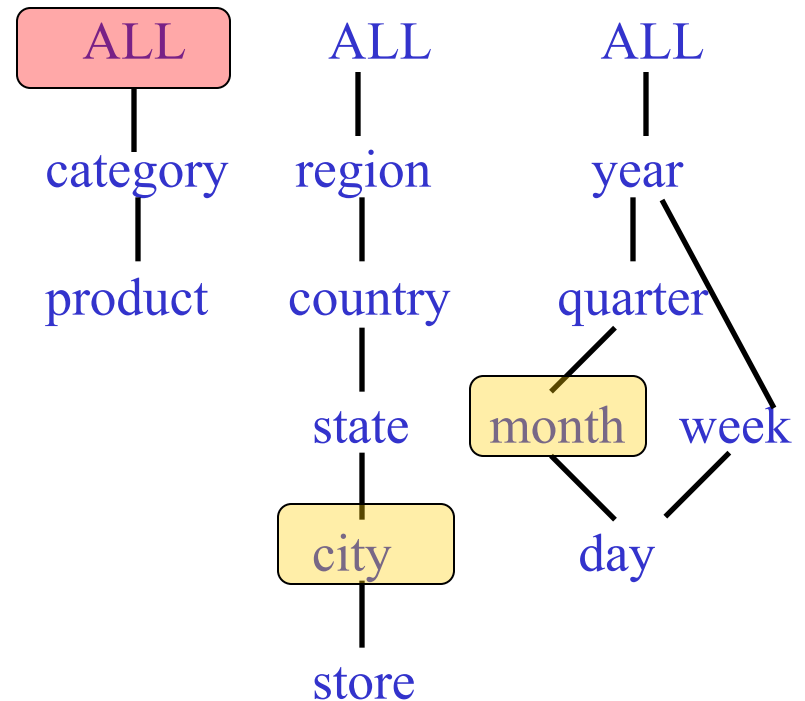 ALL ALL ALL
category region year
product country quarter
state month week
city day
store